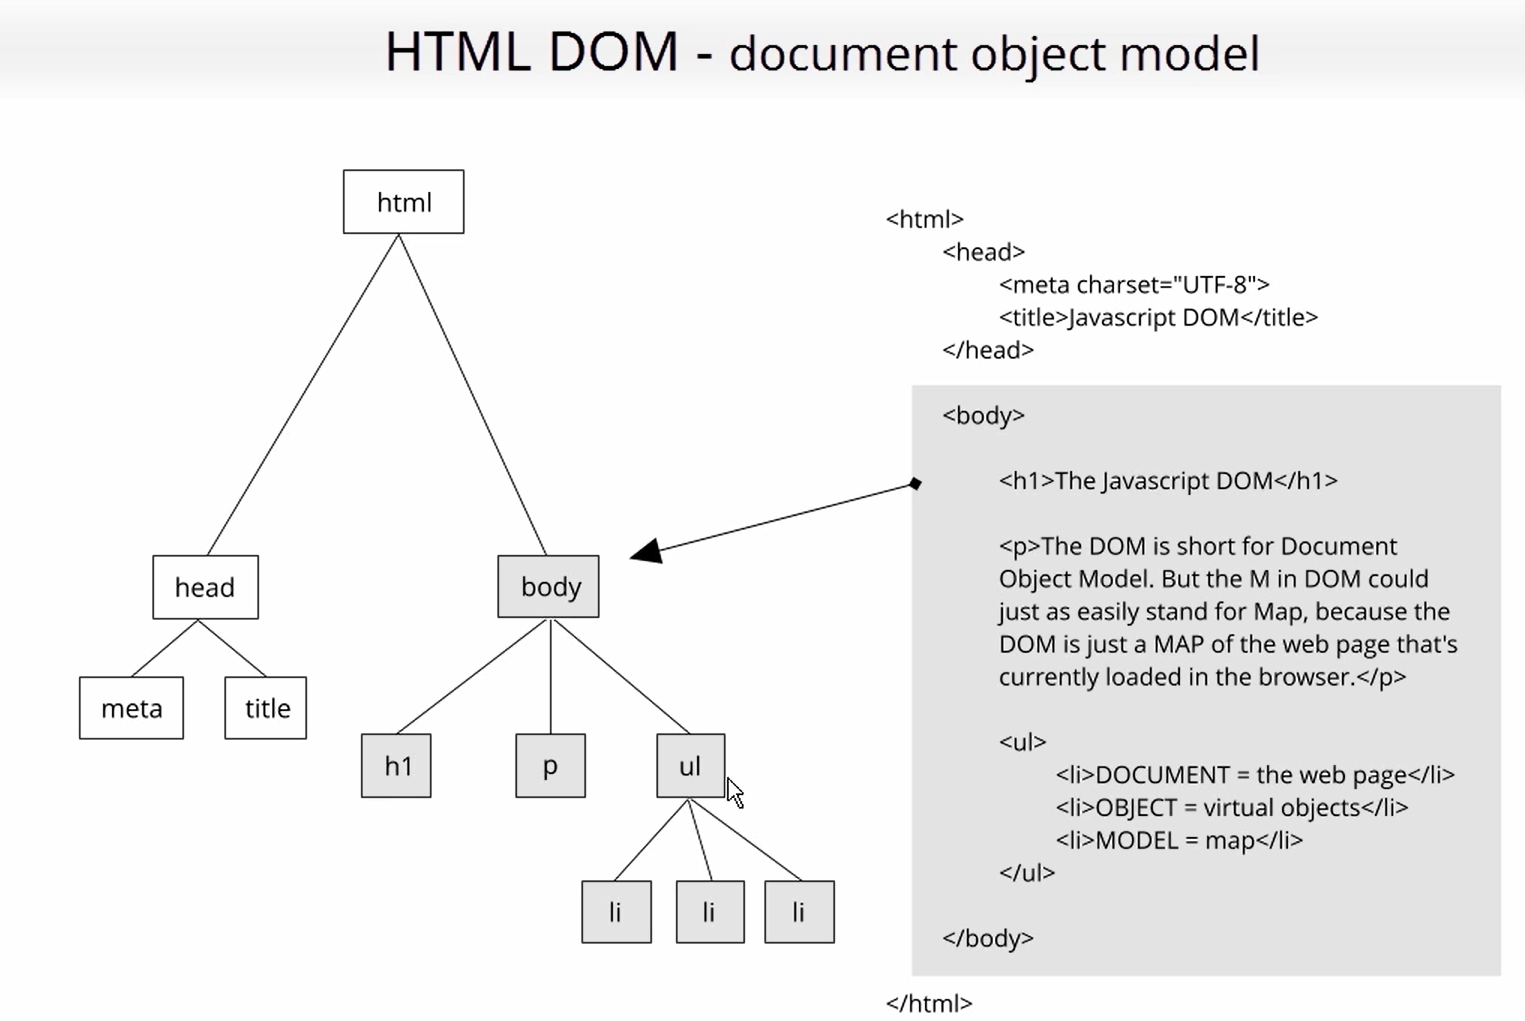 HTML DOM - document object model
html
head
body
meta
title
h1
p
ul
li
li
li
<html>
<head>
<meta charset="UTF-8">
<title>Javascript DOM</title>
</head>
<body>
<h1>The Javascript DOM</h1>
<p>The DOM is short for Document
Object Model. But the M in DOM could
just as easily stand for Map, because the
DOM is just a MAP of the web page that's
currently loaded in the browser.</p>
<ul>
<li>DOCUMENT = the web page</li>
<li>OBJECT = virtual objects</li>
<li>MODEL = map</li>
</ul>
</body>
</html>